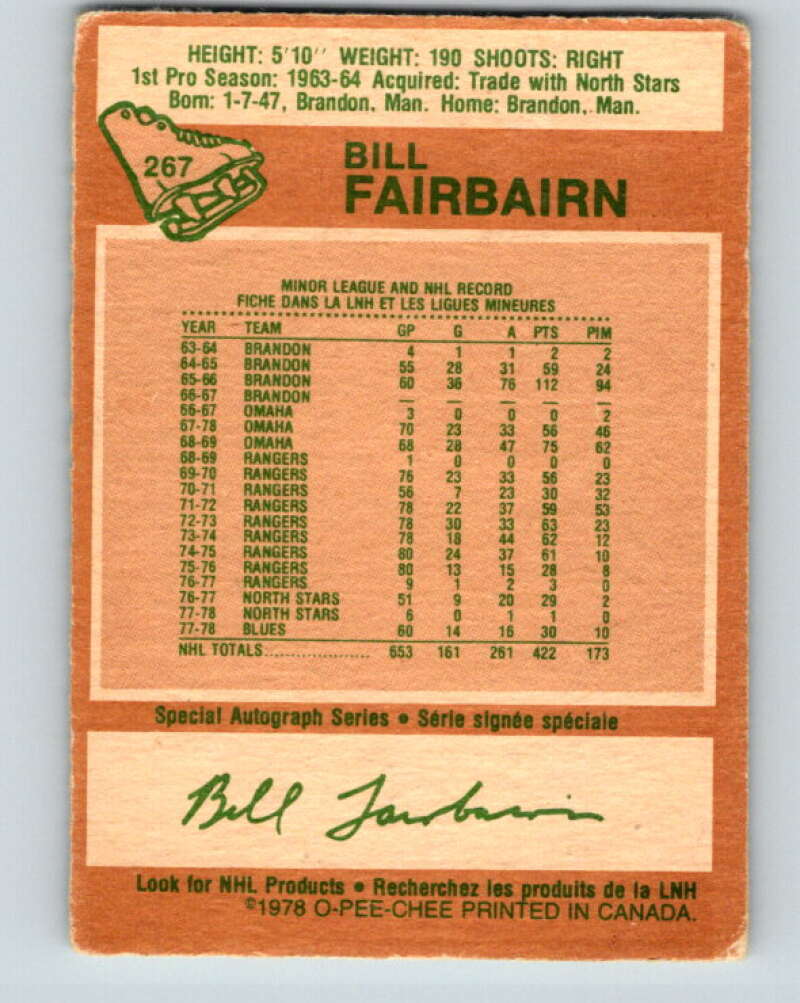 HEIGHT: 5'10'' WEIGHT: 190 SHOOTS: RIGHT
1st Pro Season: 1963-64 Acquired: Trade with North Stars
Born: 1-7-47, Brandon, Man. Home: Brandon, Man.
267
BILL
FAIRBAIRN
MINOR LEAGUE AND NHL RECORD
FICHE DANS LA LNH ET LES LIGUES MINEURES
YEAR TEAM GP G A PTS PIM
63-64 BRANDON 4 1 1 2 2
64-65 BRANDON 55 28 31 59 24
65-66 BRANDON 60 36 76 112 94
66-67 BRANDON — — — — —
66-67 OMAHA 3 0 0 0 2
67-78 OMAHA 70 23 33 56 46
68-69 OMAHA 68 28 47 75 62
68-69 RANGERS 1 0 0 0 0
69-70 RANGERS 76 23 33 56 23
70-71 RANGERS 56 7 23 30 32
71-72 RANGERS 78 22 37 59 53
72-73 RANGERS 78 30 33 63 23
73-74 RANGERS 78 18 44 62 12
74-75 RANGERS 80 24 37 61 10
75-76 RANGERS 80 13 15 28 8
76-77 RANGERS 9 1 2 3 0
76-77 NORTH STARS 51 9 20 29 2
77-78 NORTH STARS 6 0 1 1 0
77-78 BLUES 60 14 16 30 10
NHL TOTALS..................... 653 161 261 422 173
Special Autograph Series • Série signée spéciale
Bill Fairbairn
Look for NHL Products • Recherchez les produits de la LNH
©1978 O-PEE-CHEE PRINTED IN CANADA.